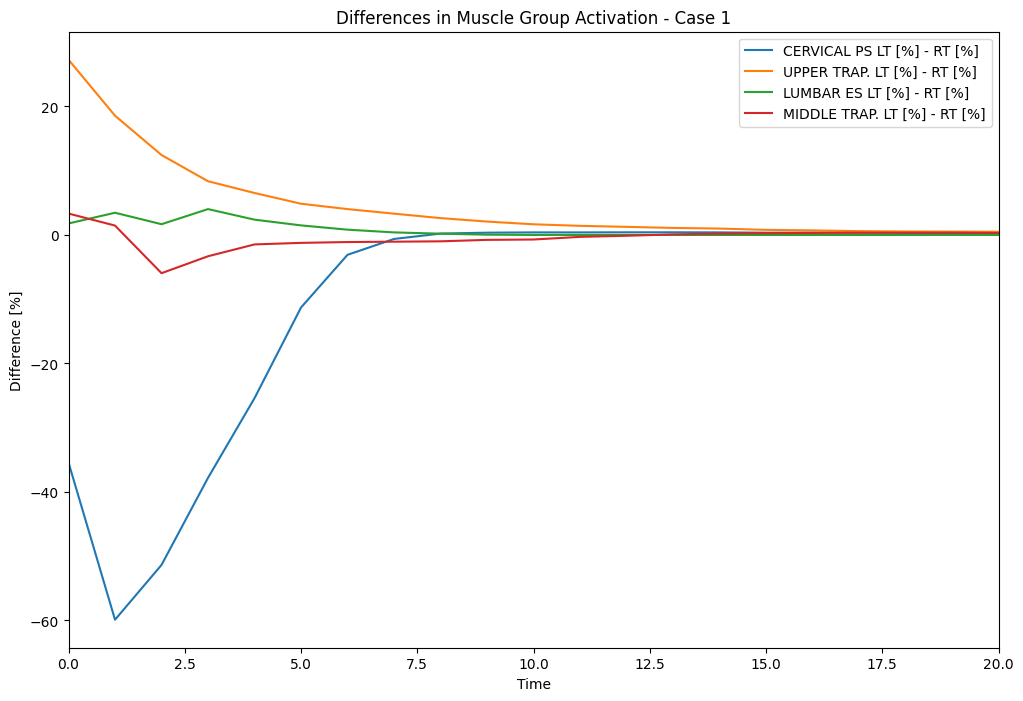 Differences in Muscle Group Activation - Case 1
CERVICAL PS LT [%] - RT [%]
UPPER TRAP. LT [%] - RT [%]
LUMBAR ES LT [%] - RT [%]
MIDDLE TRAP. LT [%] - RT [%]
Difference [%]
20
0
−20
−40
−60
0.0 2.5 5.0 7.5 10.0 12.5 15.0 17.5 20.0
Time